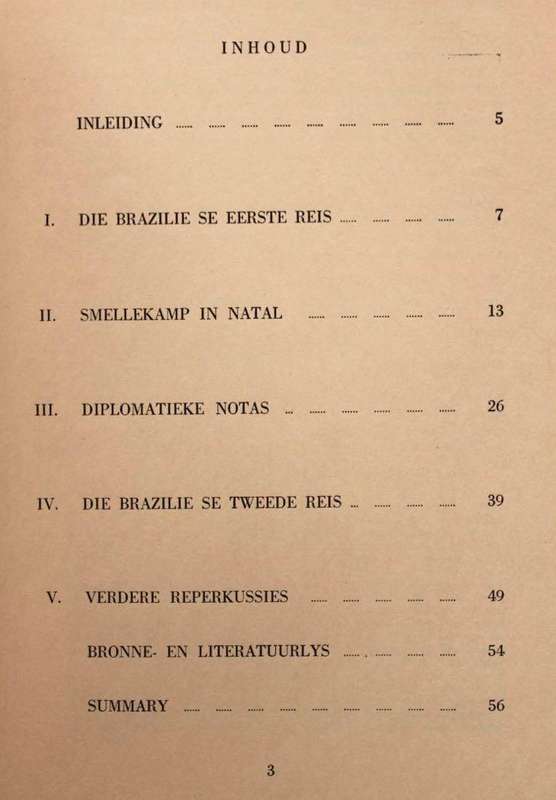 INHOUD
INLEIDING ...... ...... ...... ...... ...... ...... ...... ...... ...... 5
I. DIE BRAZILIE SE EERSTE REIS ...... ...... ...... ...... 7
II. SMELLEKAMP IN NATAL ...... ...... ...... ...... ...... 13
III. DIPLOMATIEKE NOTAS ... ...... ...... ...... ...... ...... 26
IV. DIE BRAZILIE SE TWEEDE REIS ... ...... ...... ...... 39
V. VERDERE REPERKUSSIES ...... ...... ...... ...... ...... 49
BRONNE- EN LITERATUURLYS ...... ...... ...... ...... 54
SUMMARY ...... ...... ...... ...... ...... ...... ...... ...... ...... 56
3